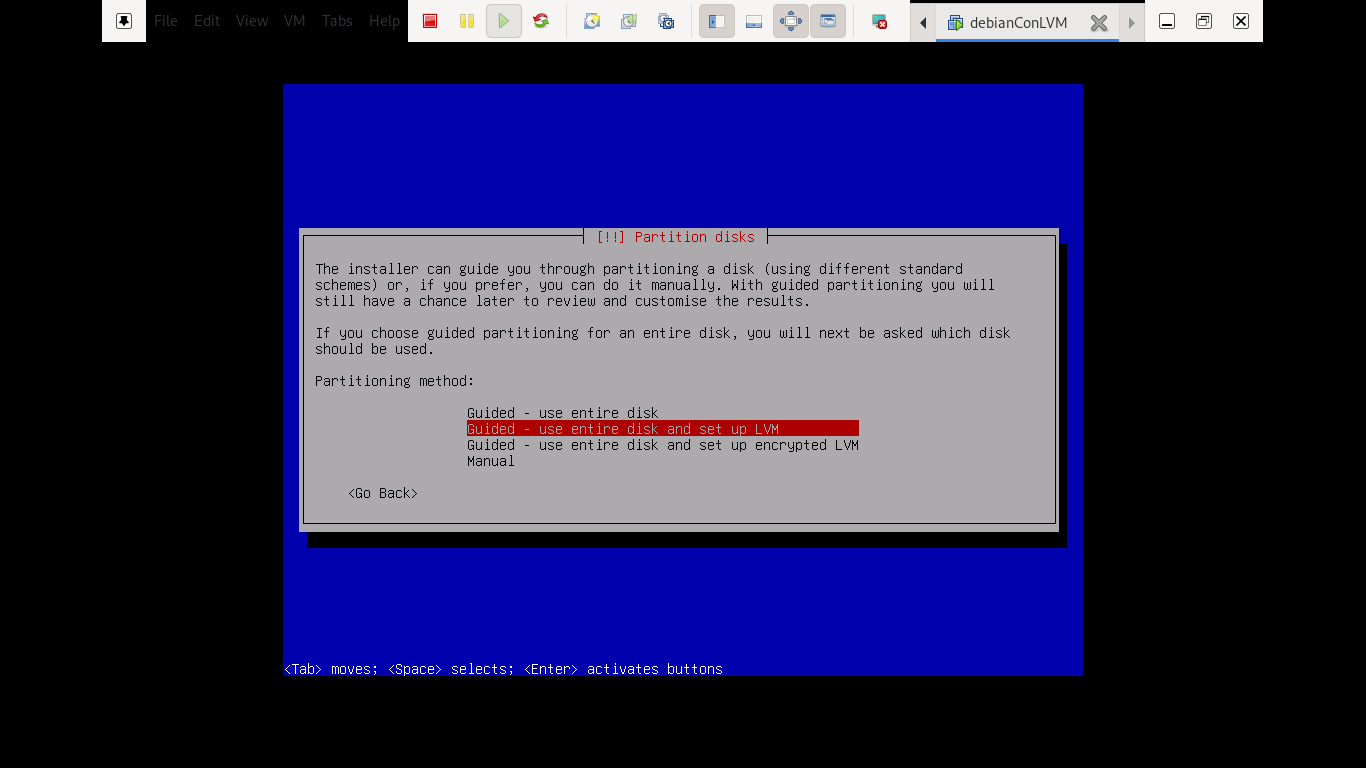 File Edit View VM Tabs Help debianConLVM
[!!] Partition disks
The installer can guide you through partitioning a disk (using different standard
schemes) or, if you prefer, you can do it manually. With guided partitioning you will
still have a chance later to review and customise the results.
If you choose guided partitioning for an entire disk, you will next be asked which disk
should be used.
Partitioning method:
Guided - use entire disk
Guided - use entire disk and set up LVM
Guided - use entire disk and set up encrypted LVM
Manual
<Go Back>
<Tab> moves; <Space> selects; <Enter> activates buttons